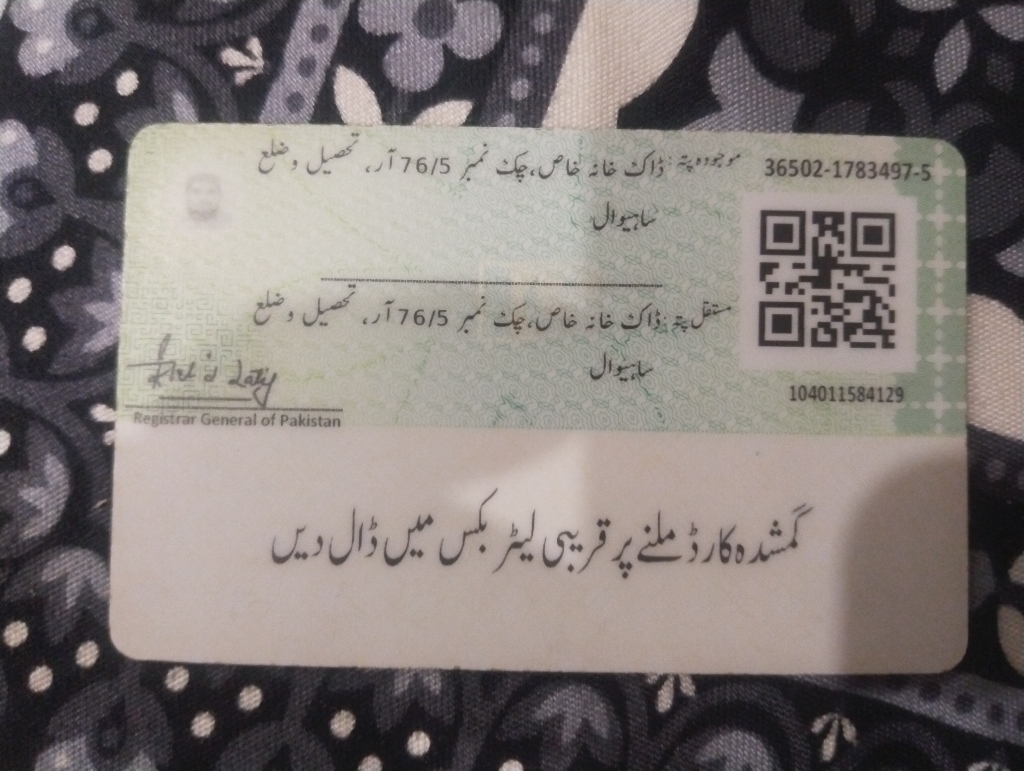 36502-1783497-5
موجودہ پتہ: ڈاک خانہ خاص، چک نمبر 76/5 آر، تحصیل و ضلع
ساہیوال
مستقل پتہ: ڈاک خانہ خاص، چک نمبر 76/5 آر، تحصیل و ضلع
ساہیوال
104011584129
Registrar General of Pakistan
گمشدہ کارڈ ملنے پر قریبی لیٹر بکس میں ڈال دیں